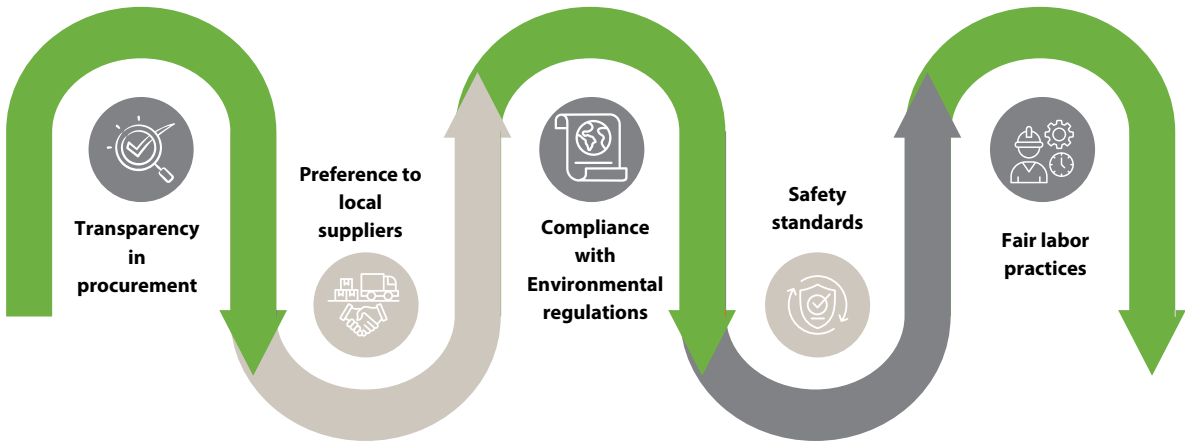 Transparency
in
procurement
Preference to
local
suppliers
Compliance
with
Environmental
regulations
Safety
standards
Fair labor
practices